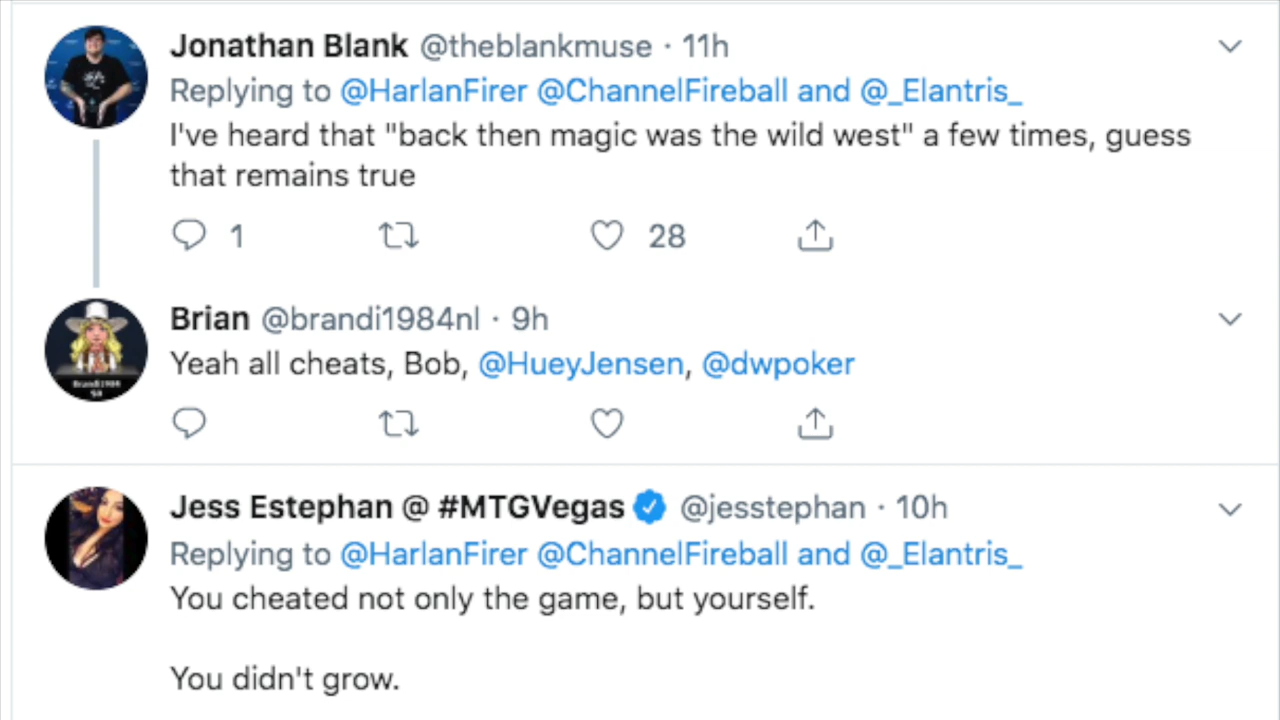 Jonathan Blank @theblankmuse · 11h
Replying to @HarlanFirer @ChannelFireball and @_Elantris_
I've heard that "back then magic was the wild west" a few times, guess
that remains true
1 28
Brian @brandi1984nl · 9h
Yeah all cheats, Bob, @HueyJensen, @dwpoker
Jess Estephan @ #MTGVegas @jesstephan · 10h
Replying to @HarlanFirer @ChannelFireball and @_Elantris_
You cheated not only the game, but yourself.
You didn't grow.